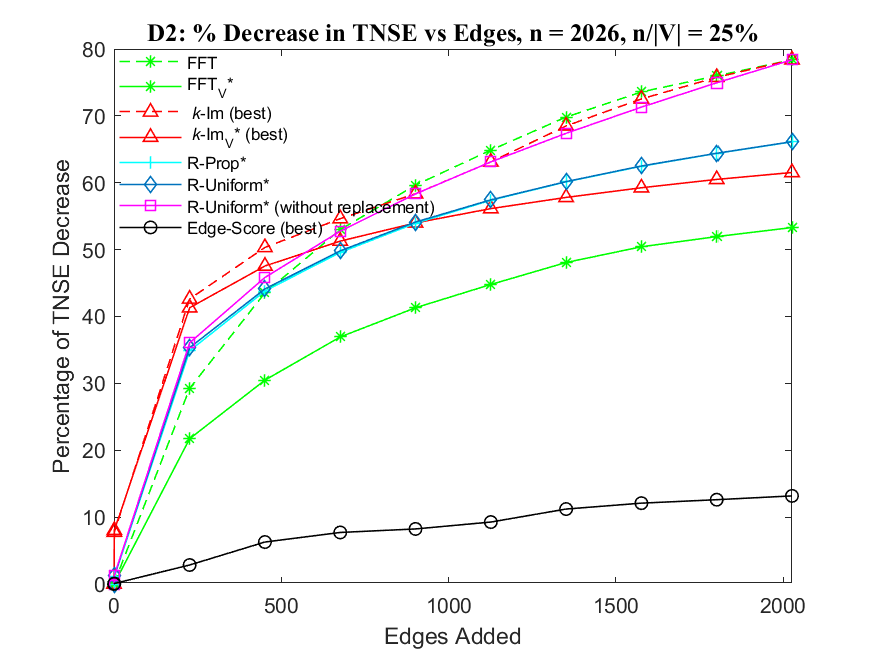 D2: % Decrease in TNSE vs Edges, n = 2026, n/|V| = 25%
Percentage of TNSE Decrease
80
70
60
50
40
30
20
10
0
FFT
FFT_V*
k-Im (best)
k-Im_V* (best)
R-Prop*
R-Uniform*
R-Uniform* (without replacement)
Edge-Score (best)
0 500 1000 1500 2000
Edges Added